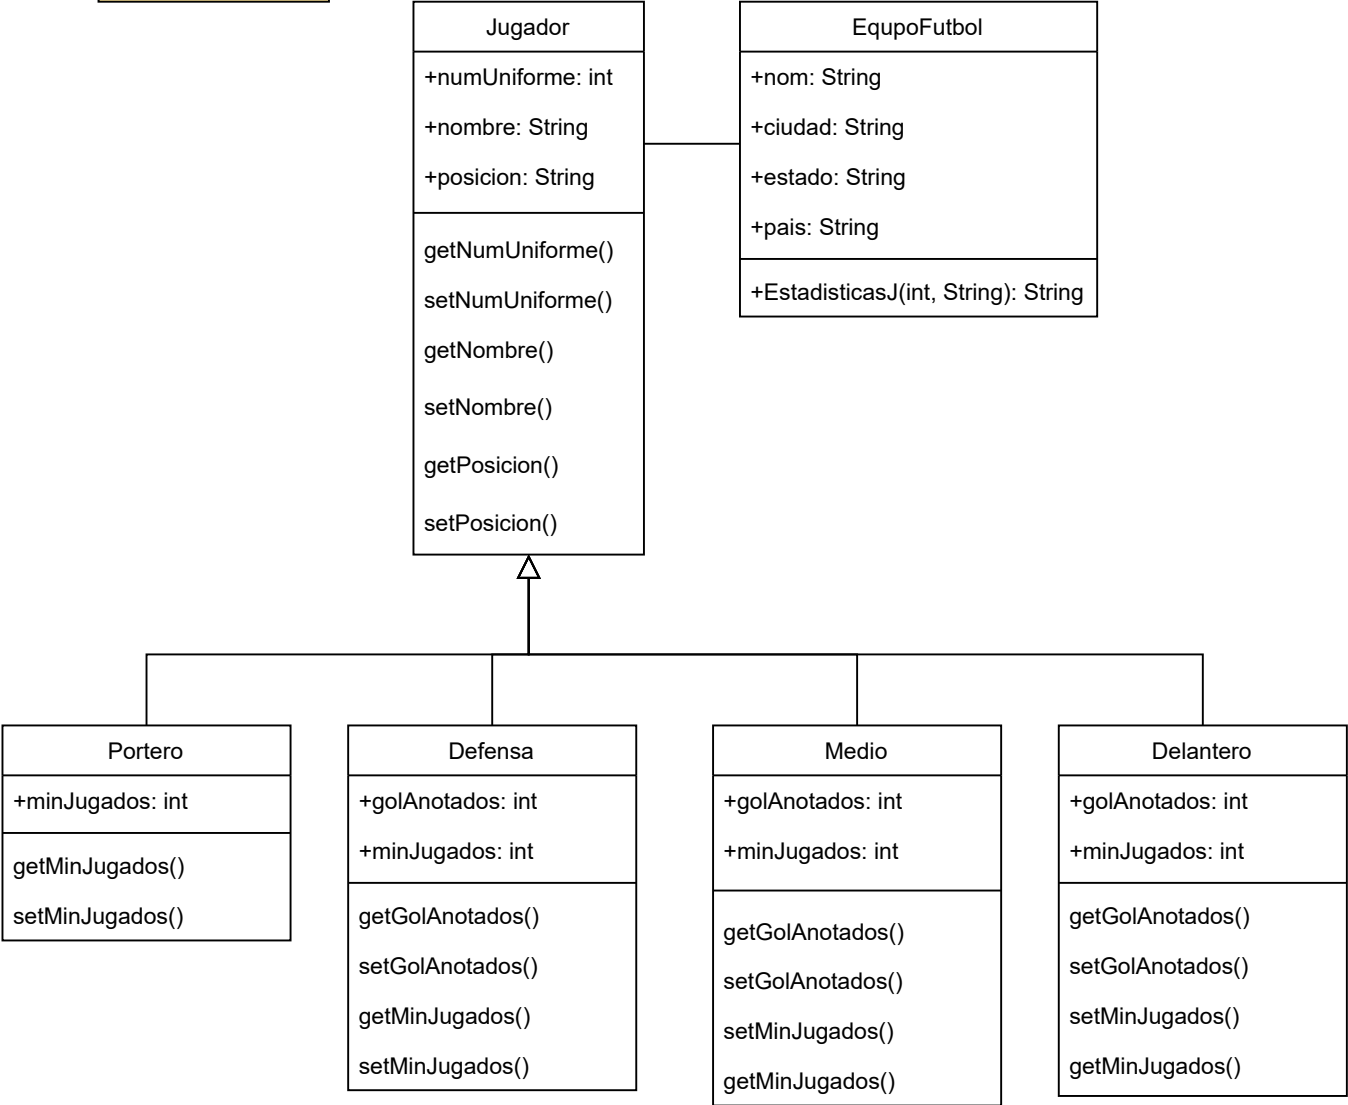 Jugador
+numUniforme: int
+nombre: String
+posicion: String
getNumUniforme()
setNumUniforme()
getNombre()
setNombre()
getPosicion()
setPosicion()
EqupoFutbol
+nom: String
+ciudad: String
+estado: String
+pais: String
+EstadisticasJ(int, String): String
Portero
+minJugados: int
getMinJugados()
setMinJugados()
Defensa
+golAnotados: int
+minJugados: int
getGolAnotados()
setGolAnotados()
getMinJugados()
setMinJugados()
Medio
+golAnotados: int
+minJugados: int
getGolAnotados()
setGolAnotados()
setMinJugados()
getMinJugados()
Delantero
+golAnotados: int
+minJugados: int
getGolAnotados()
setGolAnotados()
setMinJugados()
getMinJugados()